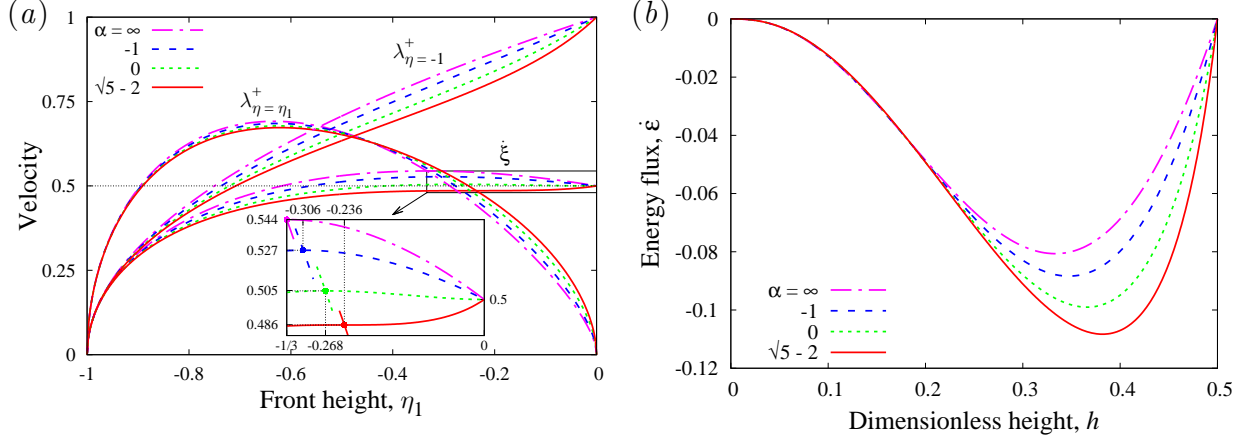 (a)
α = ∞
-1
0
√5 - 2
λ⁺η = -1
λ⁺η = η₁
ξ̇
Velocity
1
0.75
0.5
0.25
0
-0.306 -0.236
0.544
0.527
0.505
0.486
0.5
-1/3 -0.268 0
-1 -0.8 -0.6 -0.4 -0.2 0
Front height, η₁
(b)
Energy flux, ε̇
0
-0.02
-0.04
-0.06
-0.08
-0.1
-0.12
α = ∞
-1
0
√5 - 2
0 0.1 0.2 0.3 0.4 0.5
Dimensionless height, h